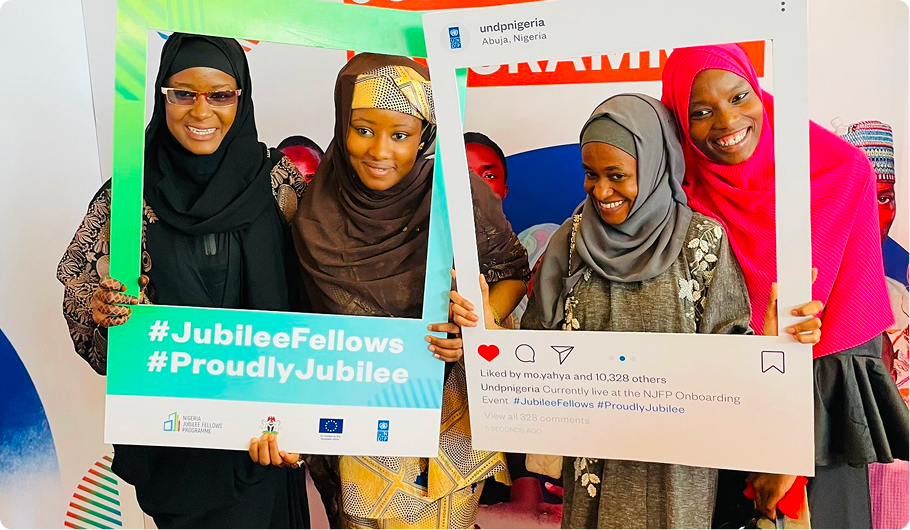 undpnigeria
Abuja, Nigeria
#JubileeFellows
#ProudlyJubilee
NIGERIA
JUBILEE FELLOWS
PROGRAMME
Liked by mo.yahya and 10,328 others
Undpnigeria Currently live at the NJFP Onboarding
Event #JubileeFellows #ProudlyJubilee
View all 328 comments
5 SECONDS AGO